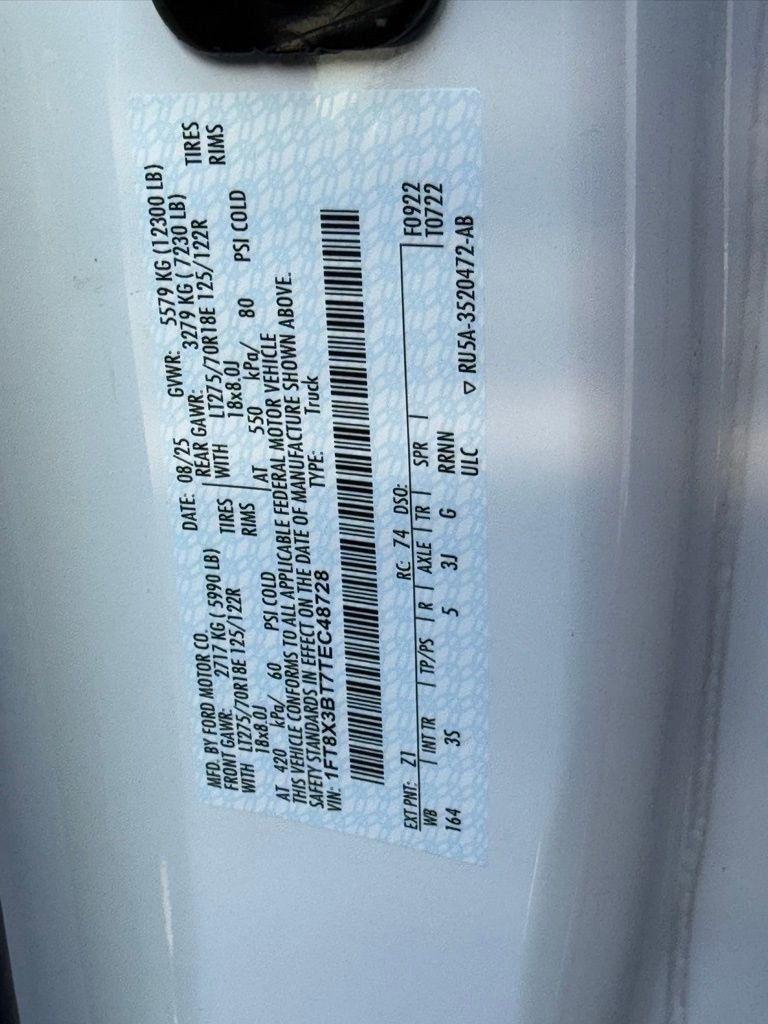 MFD. BY FORD MOTOR CO.
DATE: 08/25 GVWR: 5579 KG (12300 LB)
FRONT GAWR: 2717 KG ( 5990 LB)
REAR GAWR: 3279 KG ( 7230 LB)
WITH LT275/70R18E 125/122R TIRES
WITH LT275/70R18E 125/122R TIRES
18x8.0J RIMS
18x8.0J RIMS
AT 420 kPa/ 60 PSI COLD
AT 550 kPa/ 80 PSI COLD
THIS VEHICLE CONFORMS TO ALL APPLICABLE FEDERAL MOTOR VEHICLE
SAFETY STANDARDS IN EFFECT ON THE DATE OF MANUFACTURE SHOWN ABOVE.
VIN: 1FT8X3BT7TEC48728 TYPE: Truck
EXT PNT: Z1 RC: 74 DSO: F0922
WB INT TR TP/PS R AXLE TR SPR T0722
164 3S 5 3J G RRNN
ULC ▽ RU5A-3520472-AB